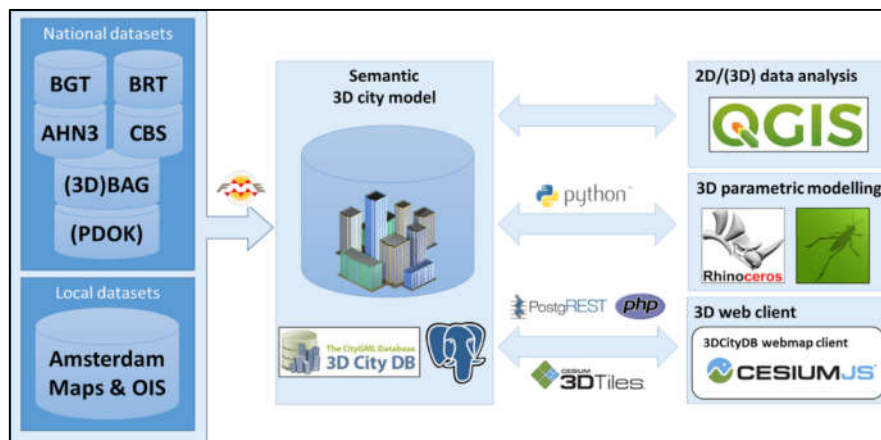 National datasets
BGT
BRT
AHN3
CBS
(3D)BAG
(PDOK)
Local datasets
Amsterdam
Maps & OIS
FME
Semantic
3D city model
The CityGML Database
3D City DB
python
PostgREST
php
CESIUM
3DTiles
2D/(3D) data analysis
QGIS
3D parametric modelling
Rhinoceros
3D web client
3DCityDB webmap client
CESIUMJS